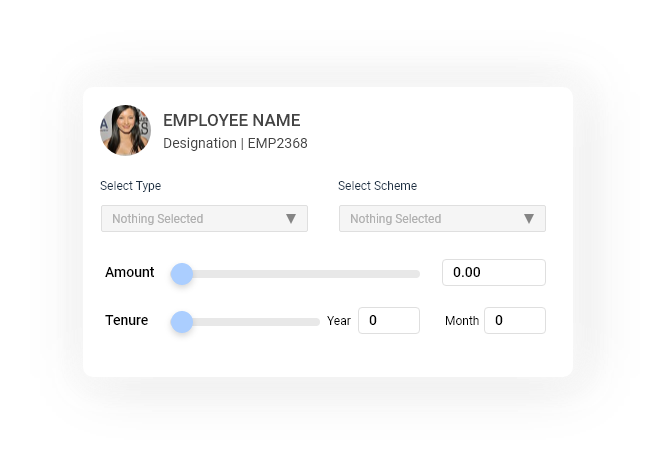 EMPLOYEE NAME
Designation | EMP2368
Select Type
Select Scheme
Nothing Selected
Nothing Selected
Amount
0.00
Tenure
Year
0
Month
0